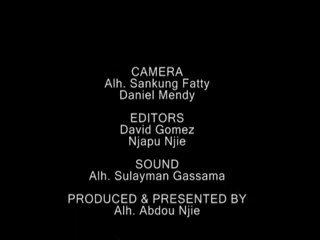 CAMERA
Alh. Sankung Fatty
Daniel Mendy
EDITORS
David Gomez
Njapu Njie
SOUND
Alh. Sulayman Gassama
PRODUCED & PRESENTED BY
Alh. Abdou Njie